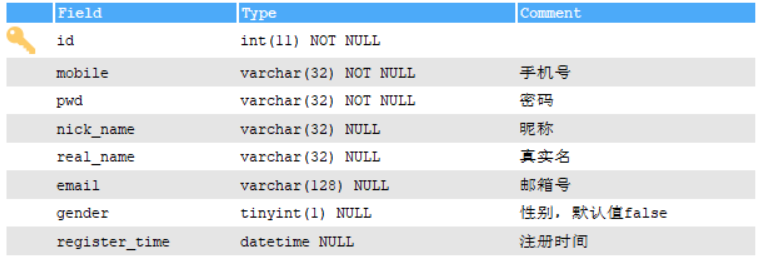 Field Type Comment
id int(11) NOT NULL
mobile varchar(32) NOT NULL 手机号
pwd varchar(32) NOT NULL 密码
nick_name varchar(32) NULL 昵称
real_name varchar(32) NULL 真实名
email varchar(128) NULL 邮箱号
gender tinyint(1) NULL 性别，默认值false
register_time datetime NULL 注册时间